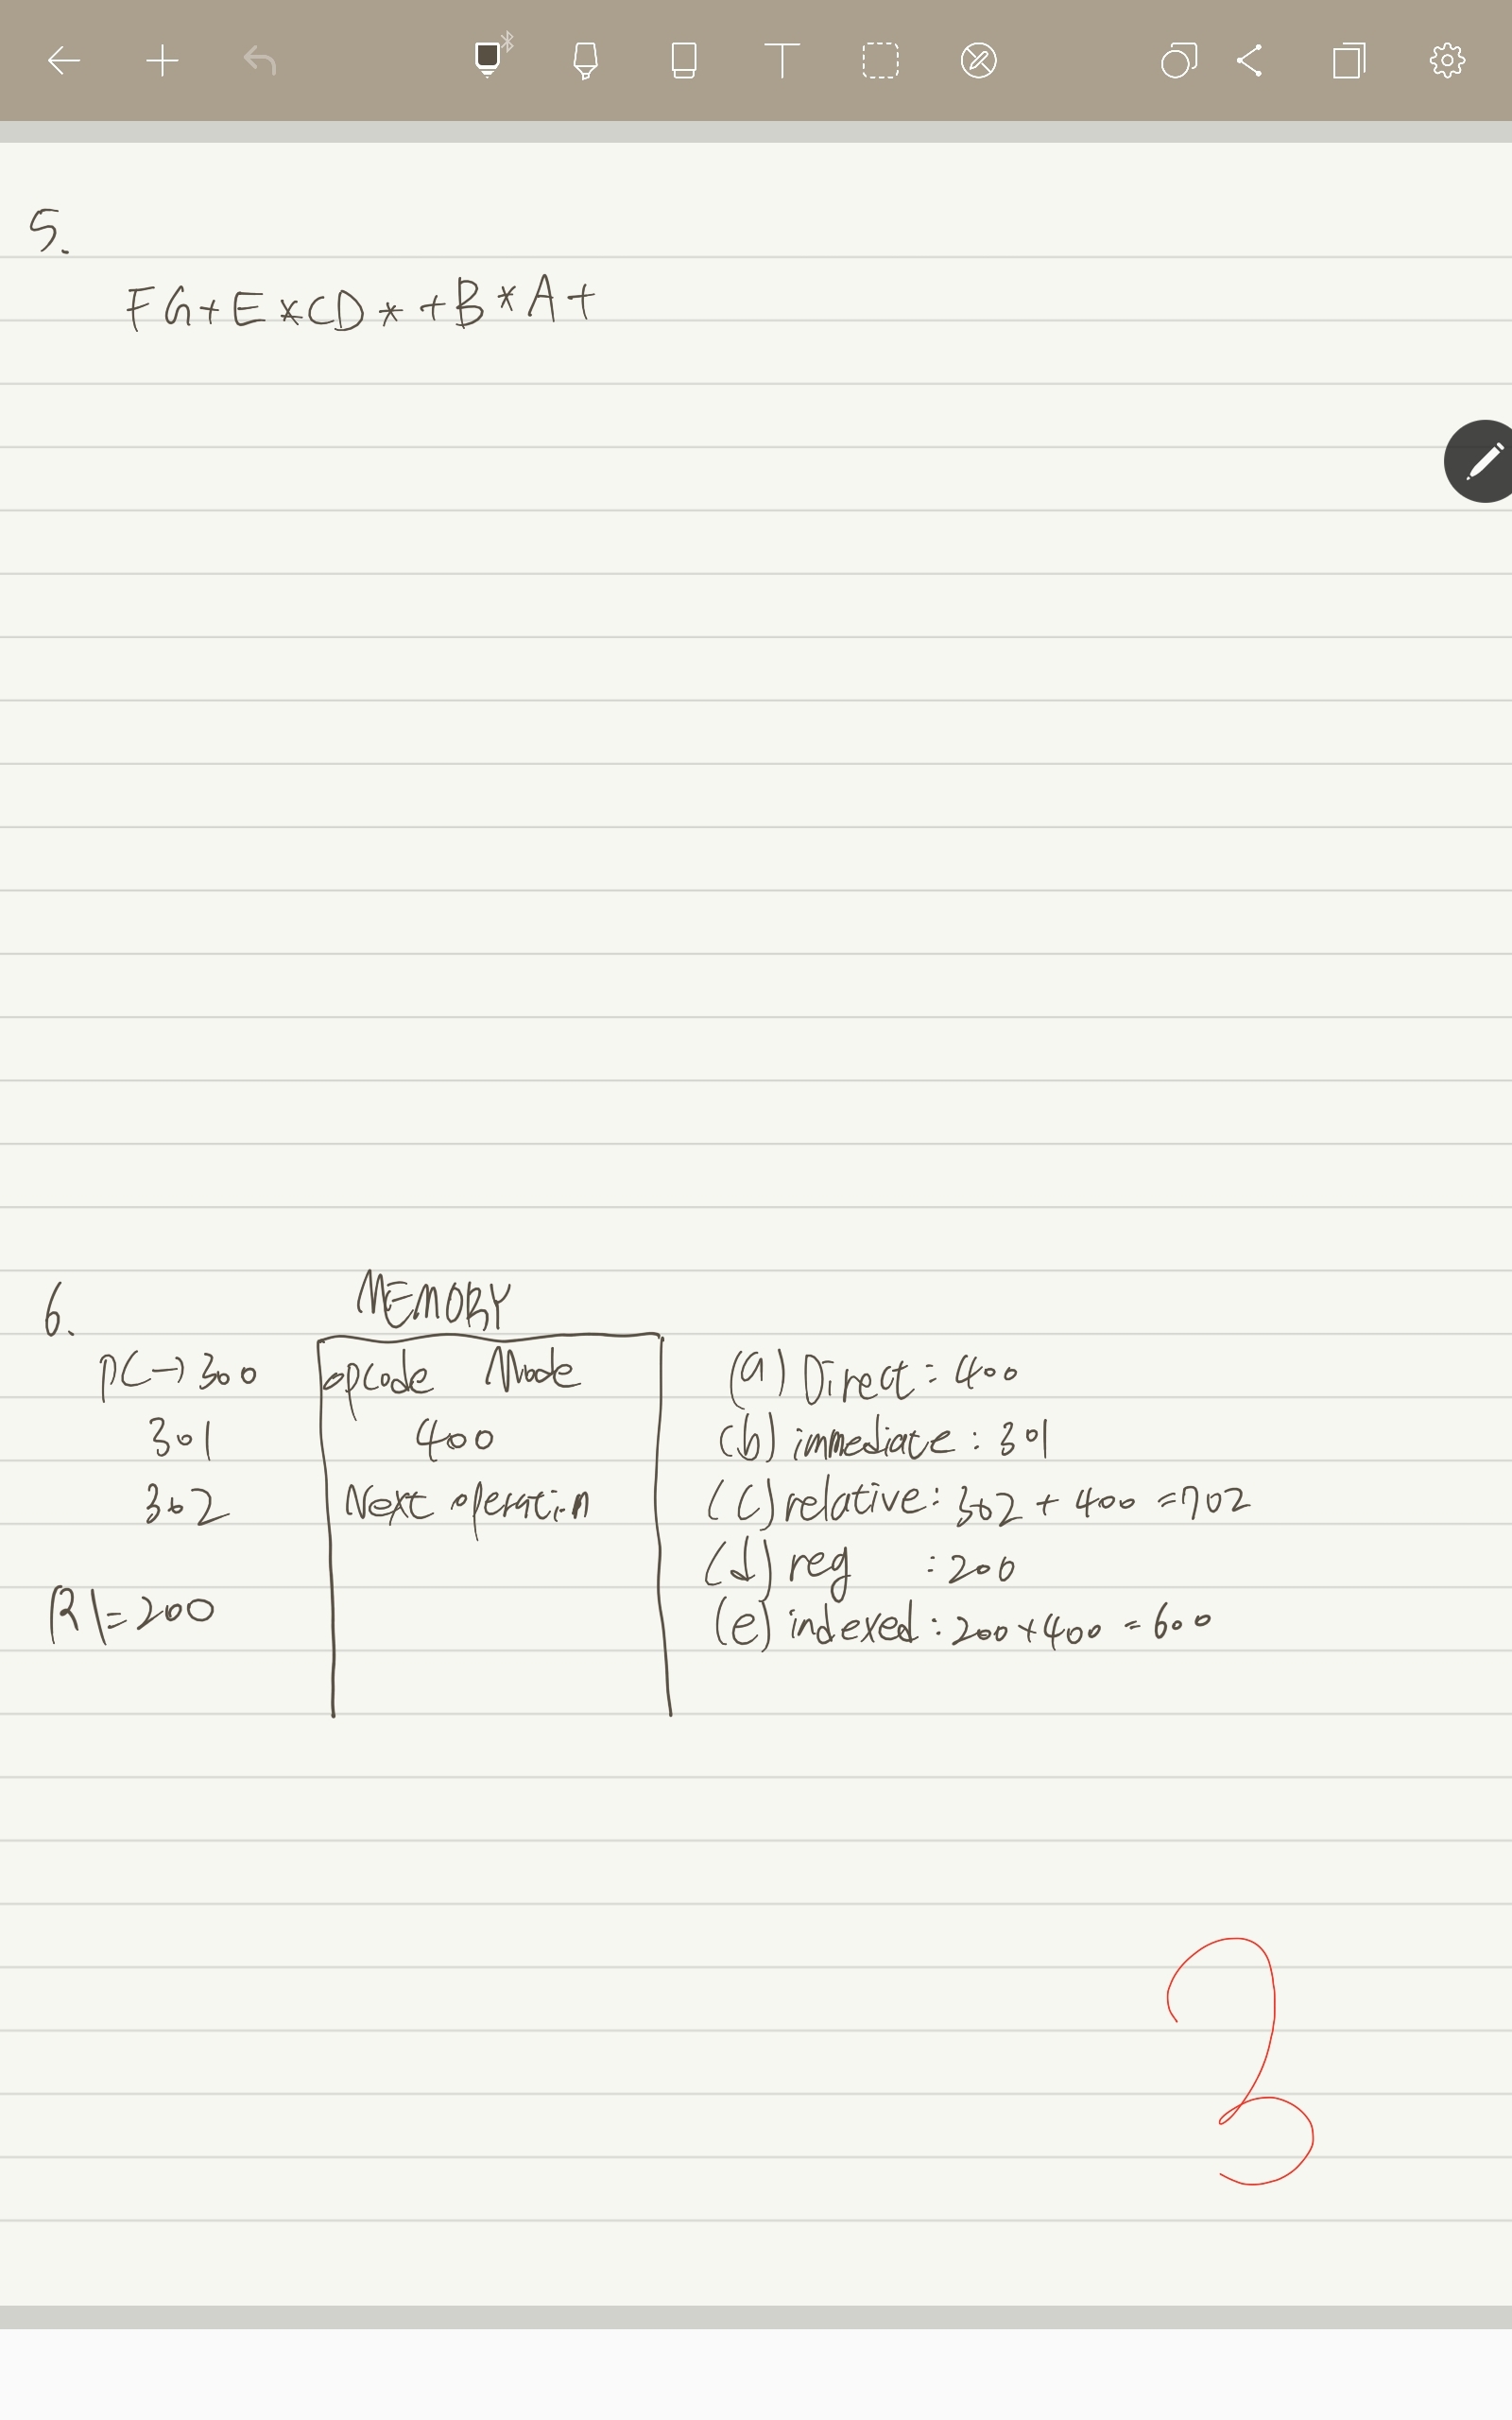 5.
FG+E*CD*+B*A+
6.
MEMORY
PC→300 opcode Mode (a) Direct: 400
301 400 (b) immediate: 301
302 Next operation (c) relative: 302 + 400 = 702
(d) reg : 200
R1=200 (e) indexed: 200+400 = 600
3